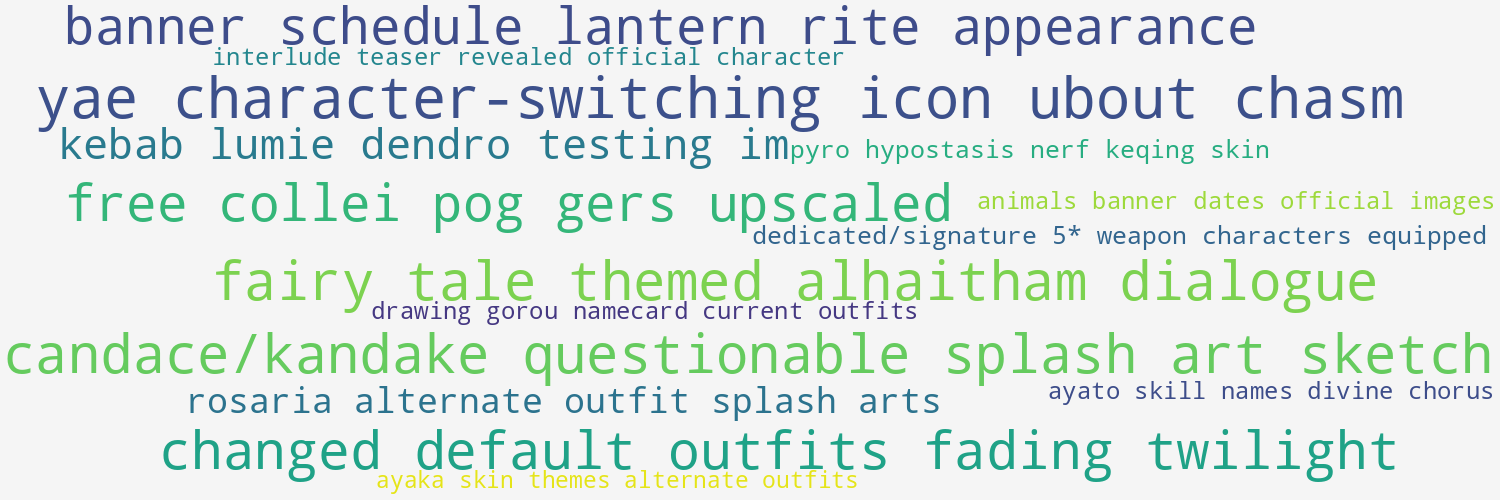 banner schedule lantern rite appearance
interlude teaser revealed official character
yae character-switching icon ubout chasm
kebab lumie dendro testing im
pyro hypostasis nerf keqing skin
free collei pog gers upscaled
animals banner dates official images
dedicated/signature 5* weapon characters equipped
fairy tale themed alhaitham dialogue
drawing gorou namecard current outfits
candace/kandake questionable splash art sketch
rosaria alternate outfit splash arts
ayato skill names divine chorus
changed default outfits fading twilight
ayaka skin themes alternate outfits